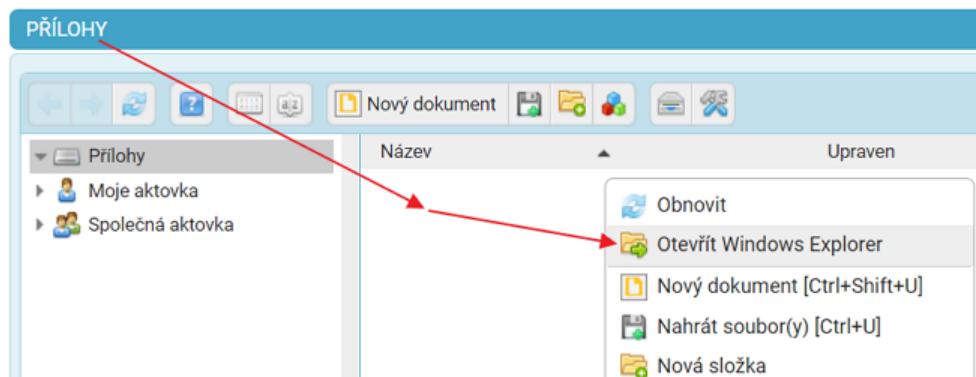 PŘÍLOHY
Nový dokument
Přílohy
Moje aktovka
Společná aktovka
Název
Upraven
Obnovit
Otevřít Windows Explorer
Nový dokument [Ctrl+Shift+U]
Nahrát soubor(y) [Ctrl+U]
Nová složka